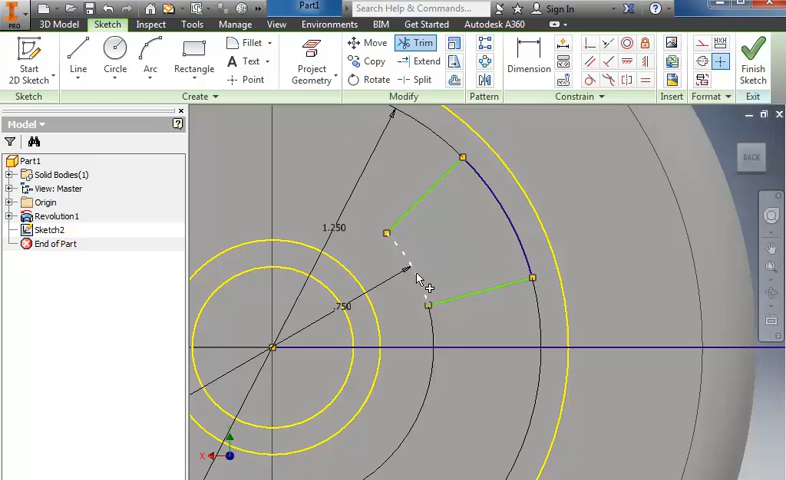 Part1
Search Help & Commands...
Sign In
PRO
3D Model
Sketch
Inspect
Tools
Manage
View
Environments
BIM
Get Started
Autodesk A360
Start
2D Sketch
Line
Circle
Arc
Rectangle
Fillet
Text
Point
Project
Geometry
Move
Copy
Rotate
Trim
Extend
Split
Dimension
Finish
Sketch
Sketch
Create
Modify
Pattern
Constrain
Insert
Format
Exit
Model
Part1
Solid Bodies(1)
View: Master
Origin
Revolution1
Sketch2
End of Part
1.250
.750
BACK
X